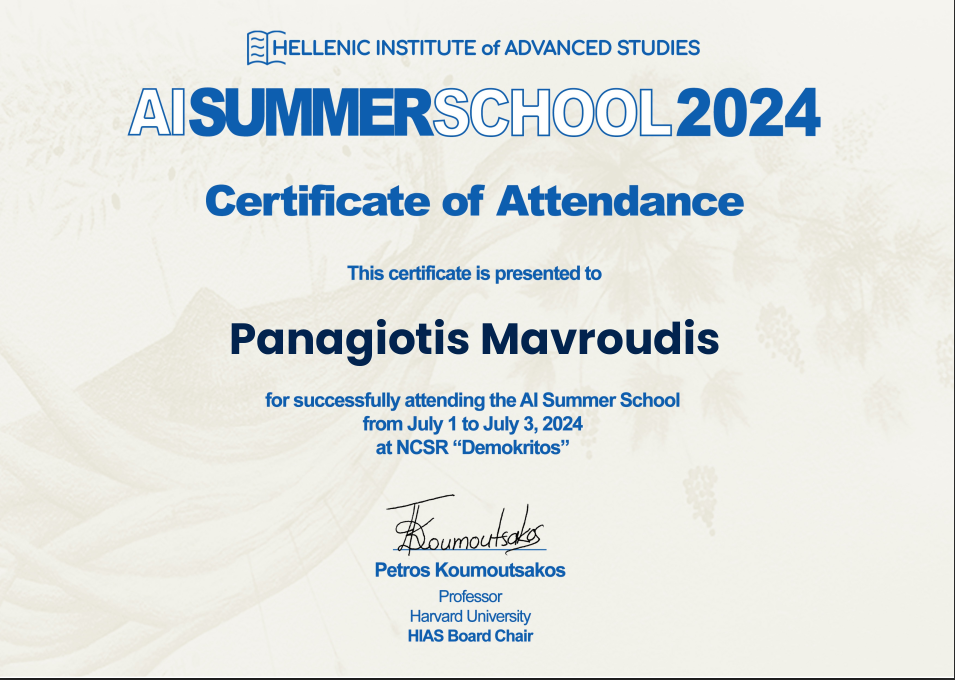 HELLENIC INSTITUTE of ADVANCED STUDIES
AI SUMMER SCHOOL 2024
Certificate of Attendance
This certificate is presented to
Panagiotis Mavroudis
for successfully attending the AI Summer School
from July 1 to July 3, 2024
at NCSR “Demokritos”
PKoumoutsakos
Petros Koumoutsakos
Professor
Harvard University
HIAS Board Chair